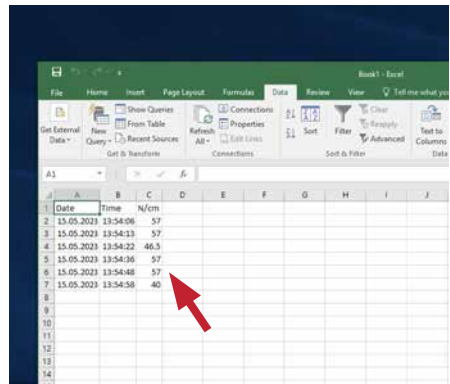 Book1 - Excel
File Home Insert Page Layout Formulas Data Review View Tell me what you
Get External Data
New Query
Show Queries
From Table
Recent Sources
Get & Transform
Refresh All
Connections
Properties
Edit Links
Connections
Sort
Filter
Clear
Reapply
Advanced
Sort & Filter
Text to Columns
Data
A1 fx
A B C D E F G H I J
1 Date Time N/cm
2 15.05.2023 13:54:06 57
3 15.05.2023 13:54:13 57
4 15.05.2023 13:54:22 46.5
5 15.05.2023 13:54:36 57
6 15.05.2023 13:54:48 57
7 15.05.2023 13:54:58 40
8
9
10
11
12
13
14